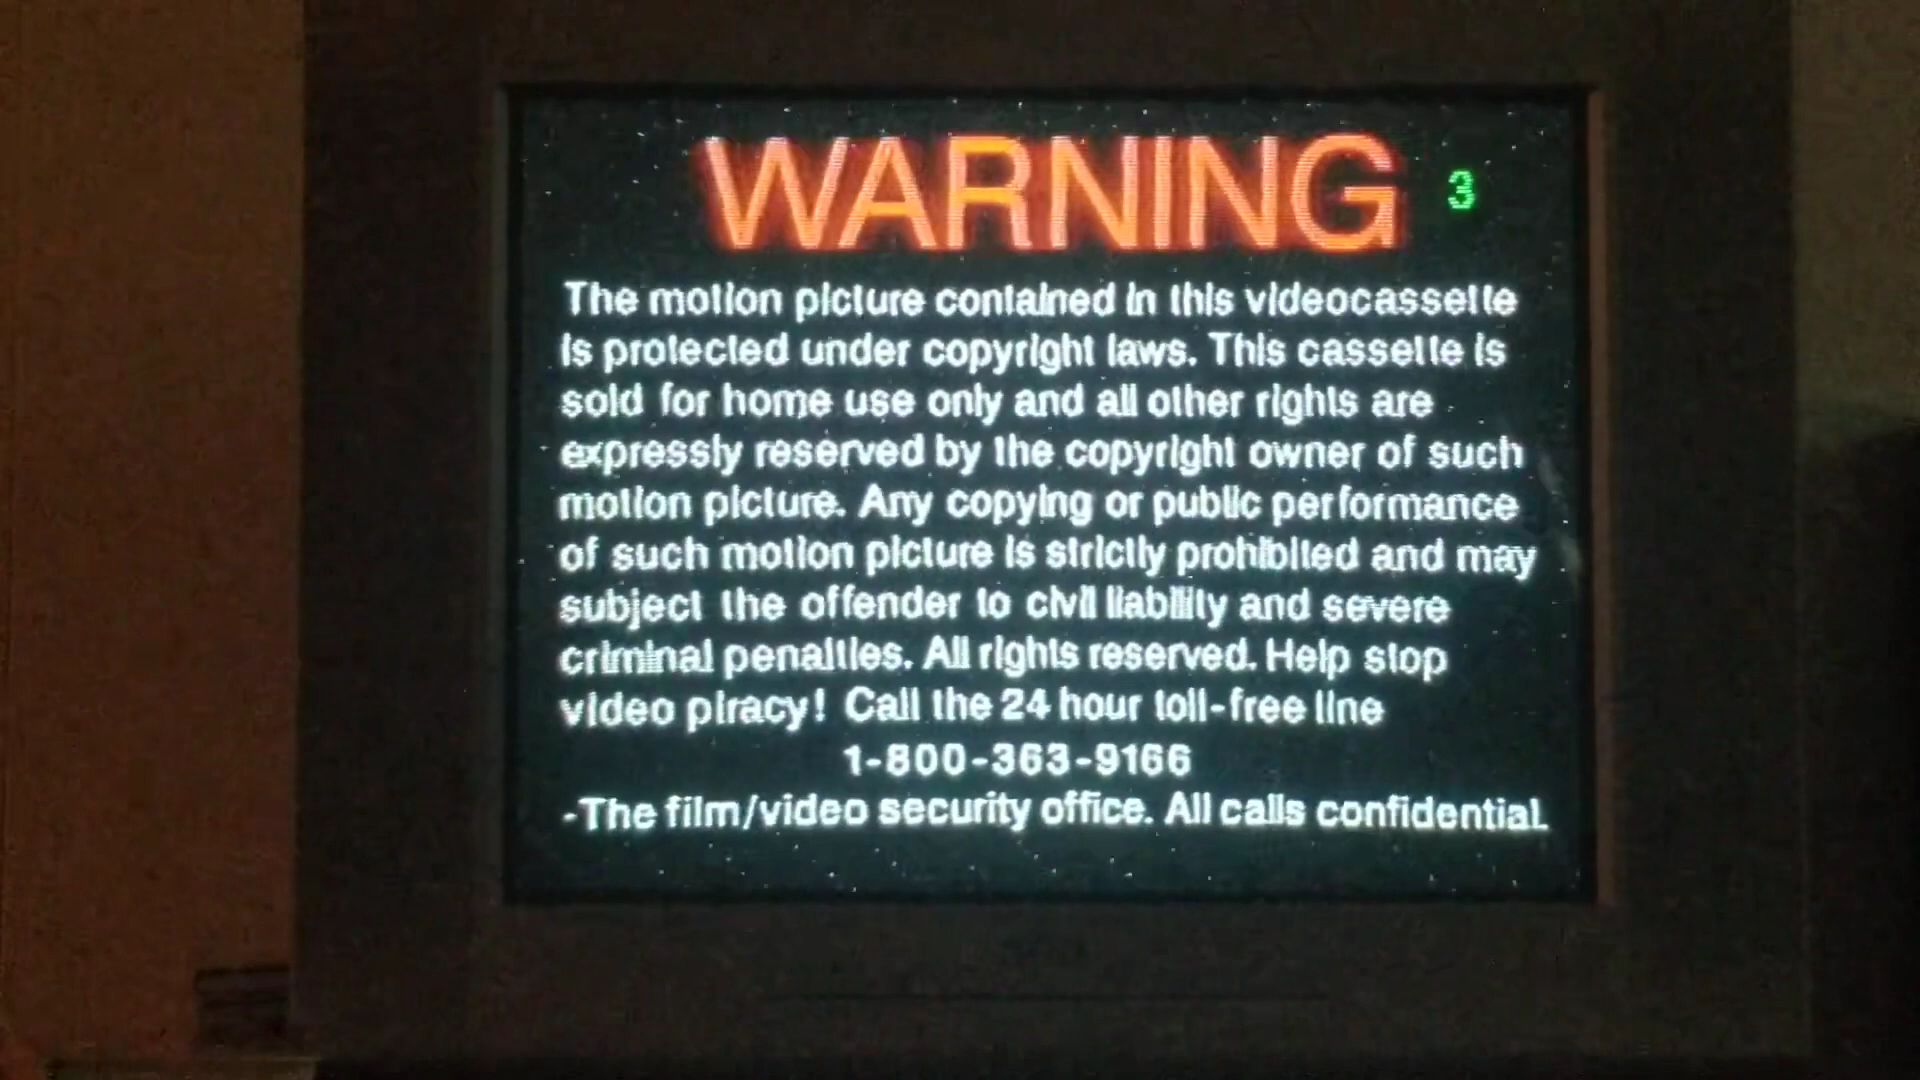 WARNING 3
The motion picture contained in this videocassette
is protected under copyright laws. This cassette is
sold for home use only and all other rights are
expressly reserved by the copyright owner of such
motion picture. Any copying or public performance
of such motion picture is strictly prohibited and may
subject the offender to civil liability and severe
criminal penalties. All rights reserved. Help stop
video piracy! Call the 24 hour toll-free line
1-800-363-9166
-The film/video security office. All calls confidential.